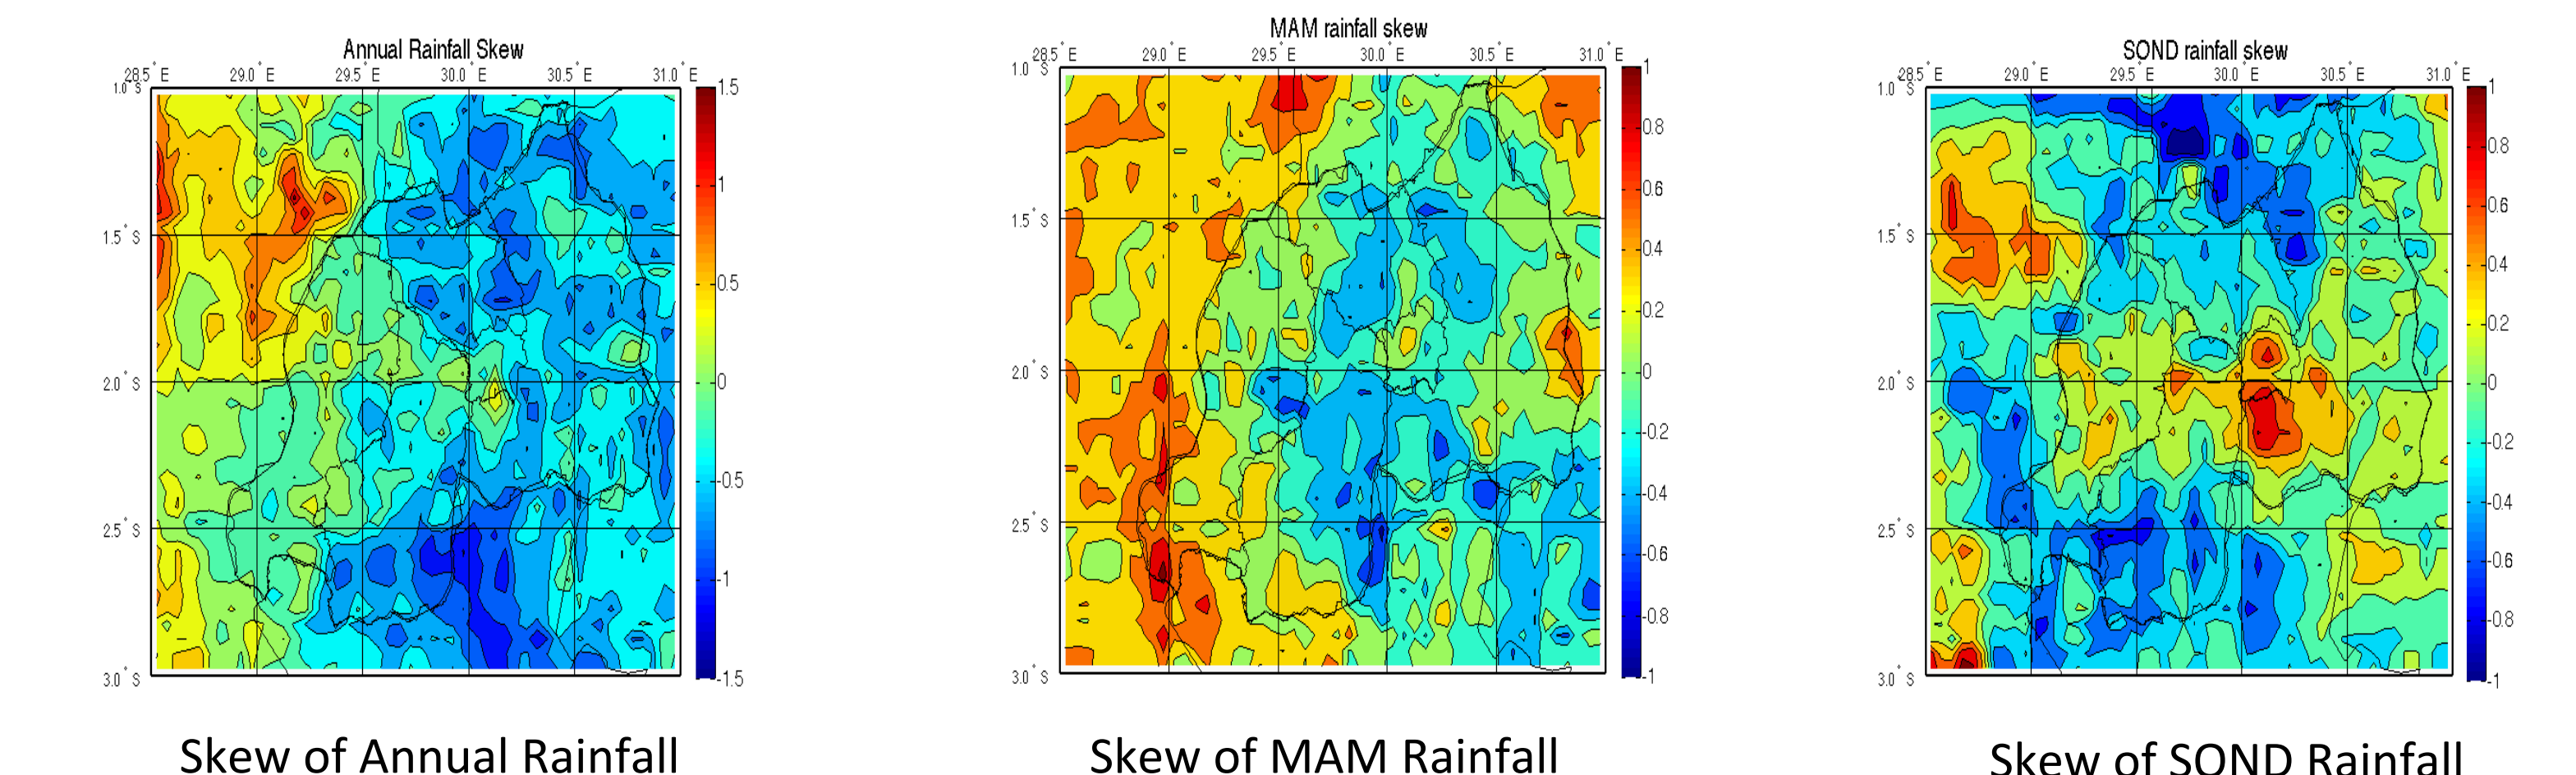 Annual Rainfall Skew
28.5° E 29.0° E 29.5° E 30.0° E 30.5° E 31.0° E
1.0° S
1.5° S
2.0° S
2.5° S
3.0° S
1.5
1
0.5
0
-0.5
-1
-1.5
Skew of Annual Rainfall
MAM rainfall skew
28.5° E 29.0° E 29.5° E 30.0° E 30.5° E 31.0° E
1.0° S
1.5° S
2.0° S
2.5° S
3.0° S
1
0.8
0.6
0.4
0.2
0
-0.2
-0.4
-0.6
-0.8
-1
Skew of MAM Rainfall
SOND rainfall skew
28.5° E 29.0° E 29.5° E 30.0° E 30.5° E 31.0° E
1.0° S
1.5° S
2.0° S
2.5° S
3.0° S
1
0.8
0.6
0.4
0.2
0
-0.2
-0.4
-0.6
-0.8
-1
Skew of SOND Rainfall